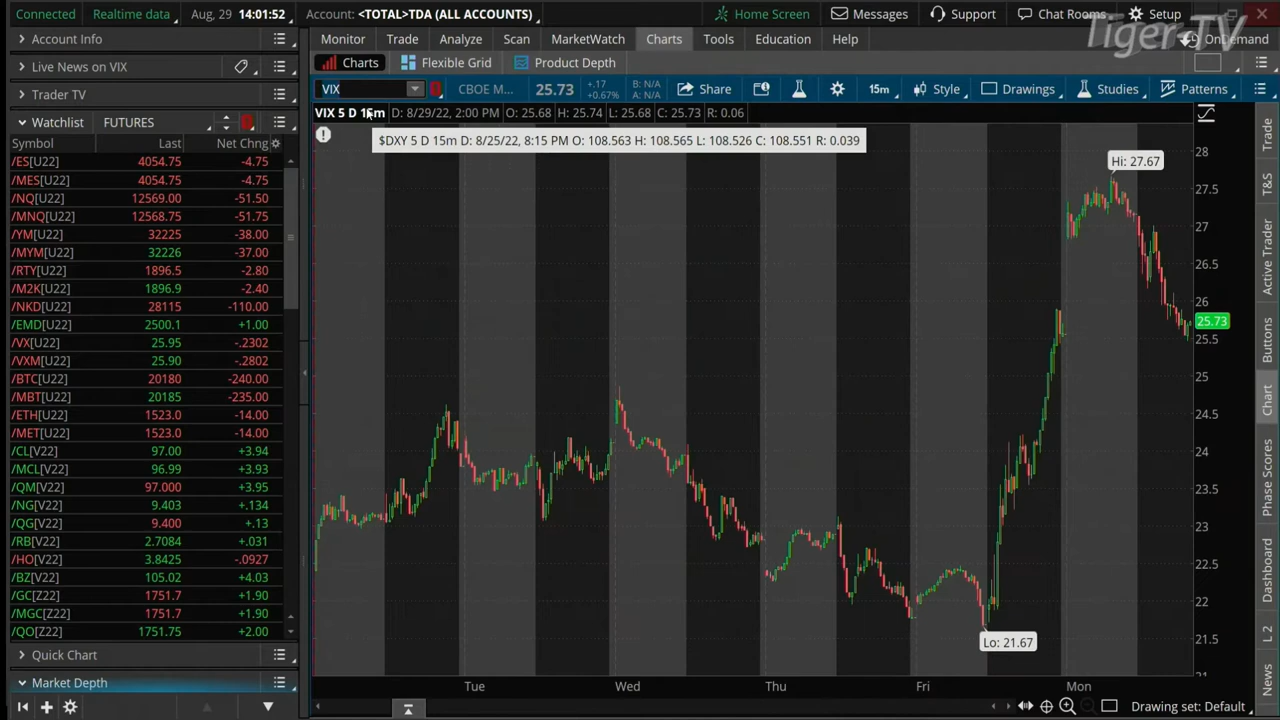 Connected Realtime data Aug, 29 14:01:52 Account: <TOTAL>TDA (ALL ACCOUNTS) Home Screen Messages Support Chat Rooms Setup
Tiger-TV
Account Info Monitor Trade Analyze Scan MarketWatch Charts Tools Education Help OnDemand
Live News on VIX Charts Flexible Grid Product Depth
Trader TV VIX CBOE M... 25.73 +.17 +0.67% B: N/A A: N/A Share 15m Style Drawings Studies Patterns
Watchlist FUTURES VIX 5 D 15m D: 8/29/22, 2:00 PM O: 25.68 H: 25.74 L: 25.68 C: 25.73 R: 0.06
Symbol Last Net Chng $DXY 5 D 15m D: 8/25/22, 8:15 PM O: 108.563 H: 108.565 L: 108.526 C: 108.551 R: 0.039
/ES[U22] 4054.75 -4.75
/MES[U22] 4054.75 -4.75
/NQ[U22] 12569.00 -51.50
/MNQ[U22] 12568.75 -51.75
/YM[U22] 32225 -38.00
/MYM[U22] 32226 -37.00
/RTY[U22] 1896.5 -2.80
/M2K[U22] 1896.9 -2.40
/NKD[U22] 28115 -110.00
/EMD[U22] 2500.1 +1.00
/VX[U22] 25.95 -.2302
/VXM[U22] 25.90 -.2802
/BTC[U22] 20180 -240.00
/MBT[U22] 20185 -235.00
/ETH[U22] 1523.0 -14.00
/MET[U22] 1523.0 -14.00
/CL[V22] 97.00 +3.94
/MCL[V22] 96.99 +3.93
/QM[V22] 97.000 +3.95
/NG[V22] 9.403 +.134
/QG[V22] 9.400 +.13
/RB[V22] 2.7084 +.031
/HO[V22] 3.8425 -.0927
/BZ[V22] 105.02 +4.03
/GC[Z22] 1751.7 +1.90
/MGC[Z22] 1751.7 +1.90
/QO[Z22] 1751.75 +2.00
Quick Chart
Market Depth
Hi: 27.67
Lo: 21.67
28
27.5
27
26.5
26
25.73
25.5
25
24.5
24
23.5
23
22.5
22
21.5
21
Tue Wed Thu Fri Mon
Drawing set: Default
Trade
T&S
Active Trader
Buttons
Chart
Phase Scores
Dashboard
L 2
News